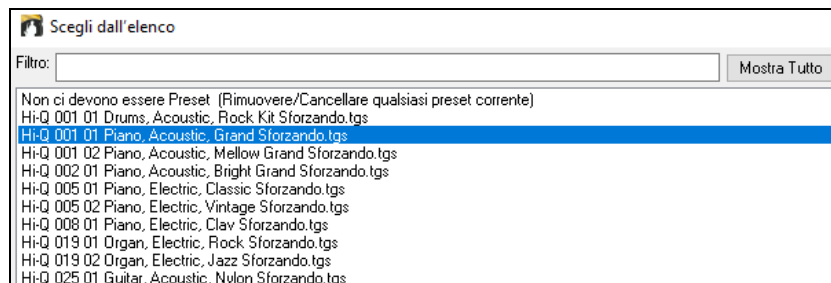 Scegli dall'elenco
Filtro: Mostra Tutto
Non ci devono essere Preset (Rimuovere/Cancellare qualsiasi preset corrente)
Hi-Q 001 01 Drums, Acoustic, Rock Kit Sforzando.tgs
Hi-Q 001 01 Piano, Acoustic, Grand Sforzando.tgs
Hi-Q 001 02 Piano, Acoustic, Mellow Grand Sforzando.tgs
Hi-Q 002 01 Piano, Acoustic, Bright Grand Sforzando.tgs
Hi-Q 005 01 Piano, Electric, Classic Sforzando.tgs
Hi-Q 005 02 Piano, Electric, Vintage Sforzando.tgs
Hi-Q 008 01 Piano, Electric, Clav Sforzando.tgs
Hi-Q 019 01 Organ, Electric, Rock Sforzando.tgs
Hi-Q 019 02 Organ, Electric, Jazz Sforzando.tgs
Hi-Q 025 01 Guitar, Acoustic, Nylon Sforzando.tgs